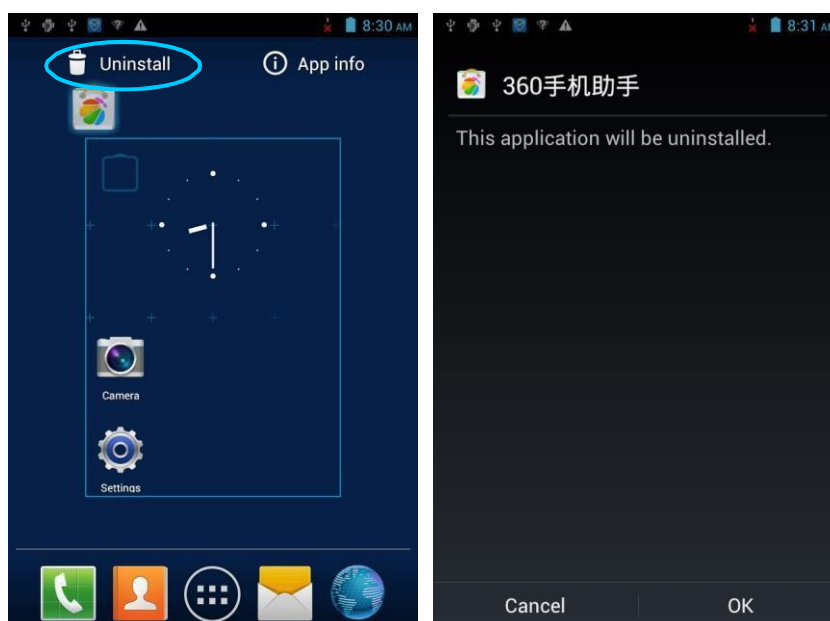 8:30 AM
Uninstall
App info
Camera
Settings
8:31 AM
360手机助手
This application will be uninstalled.
Cancel
OK